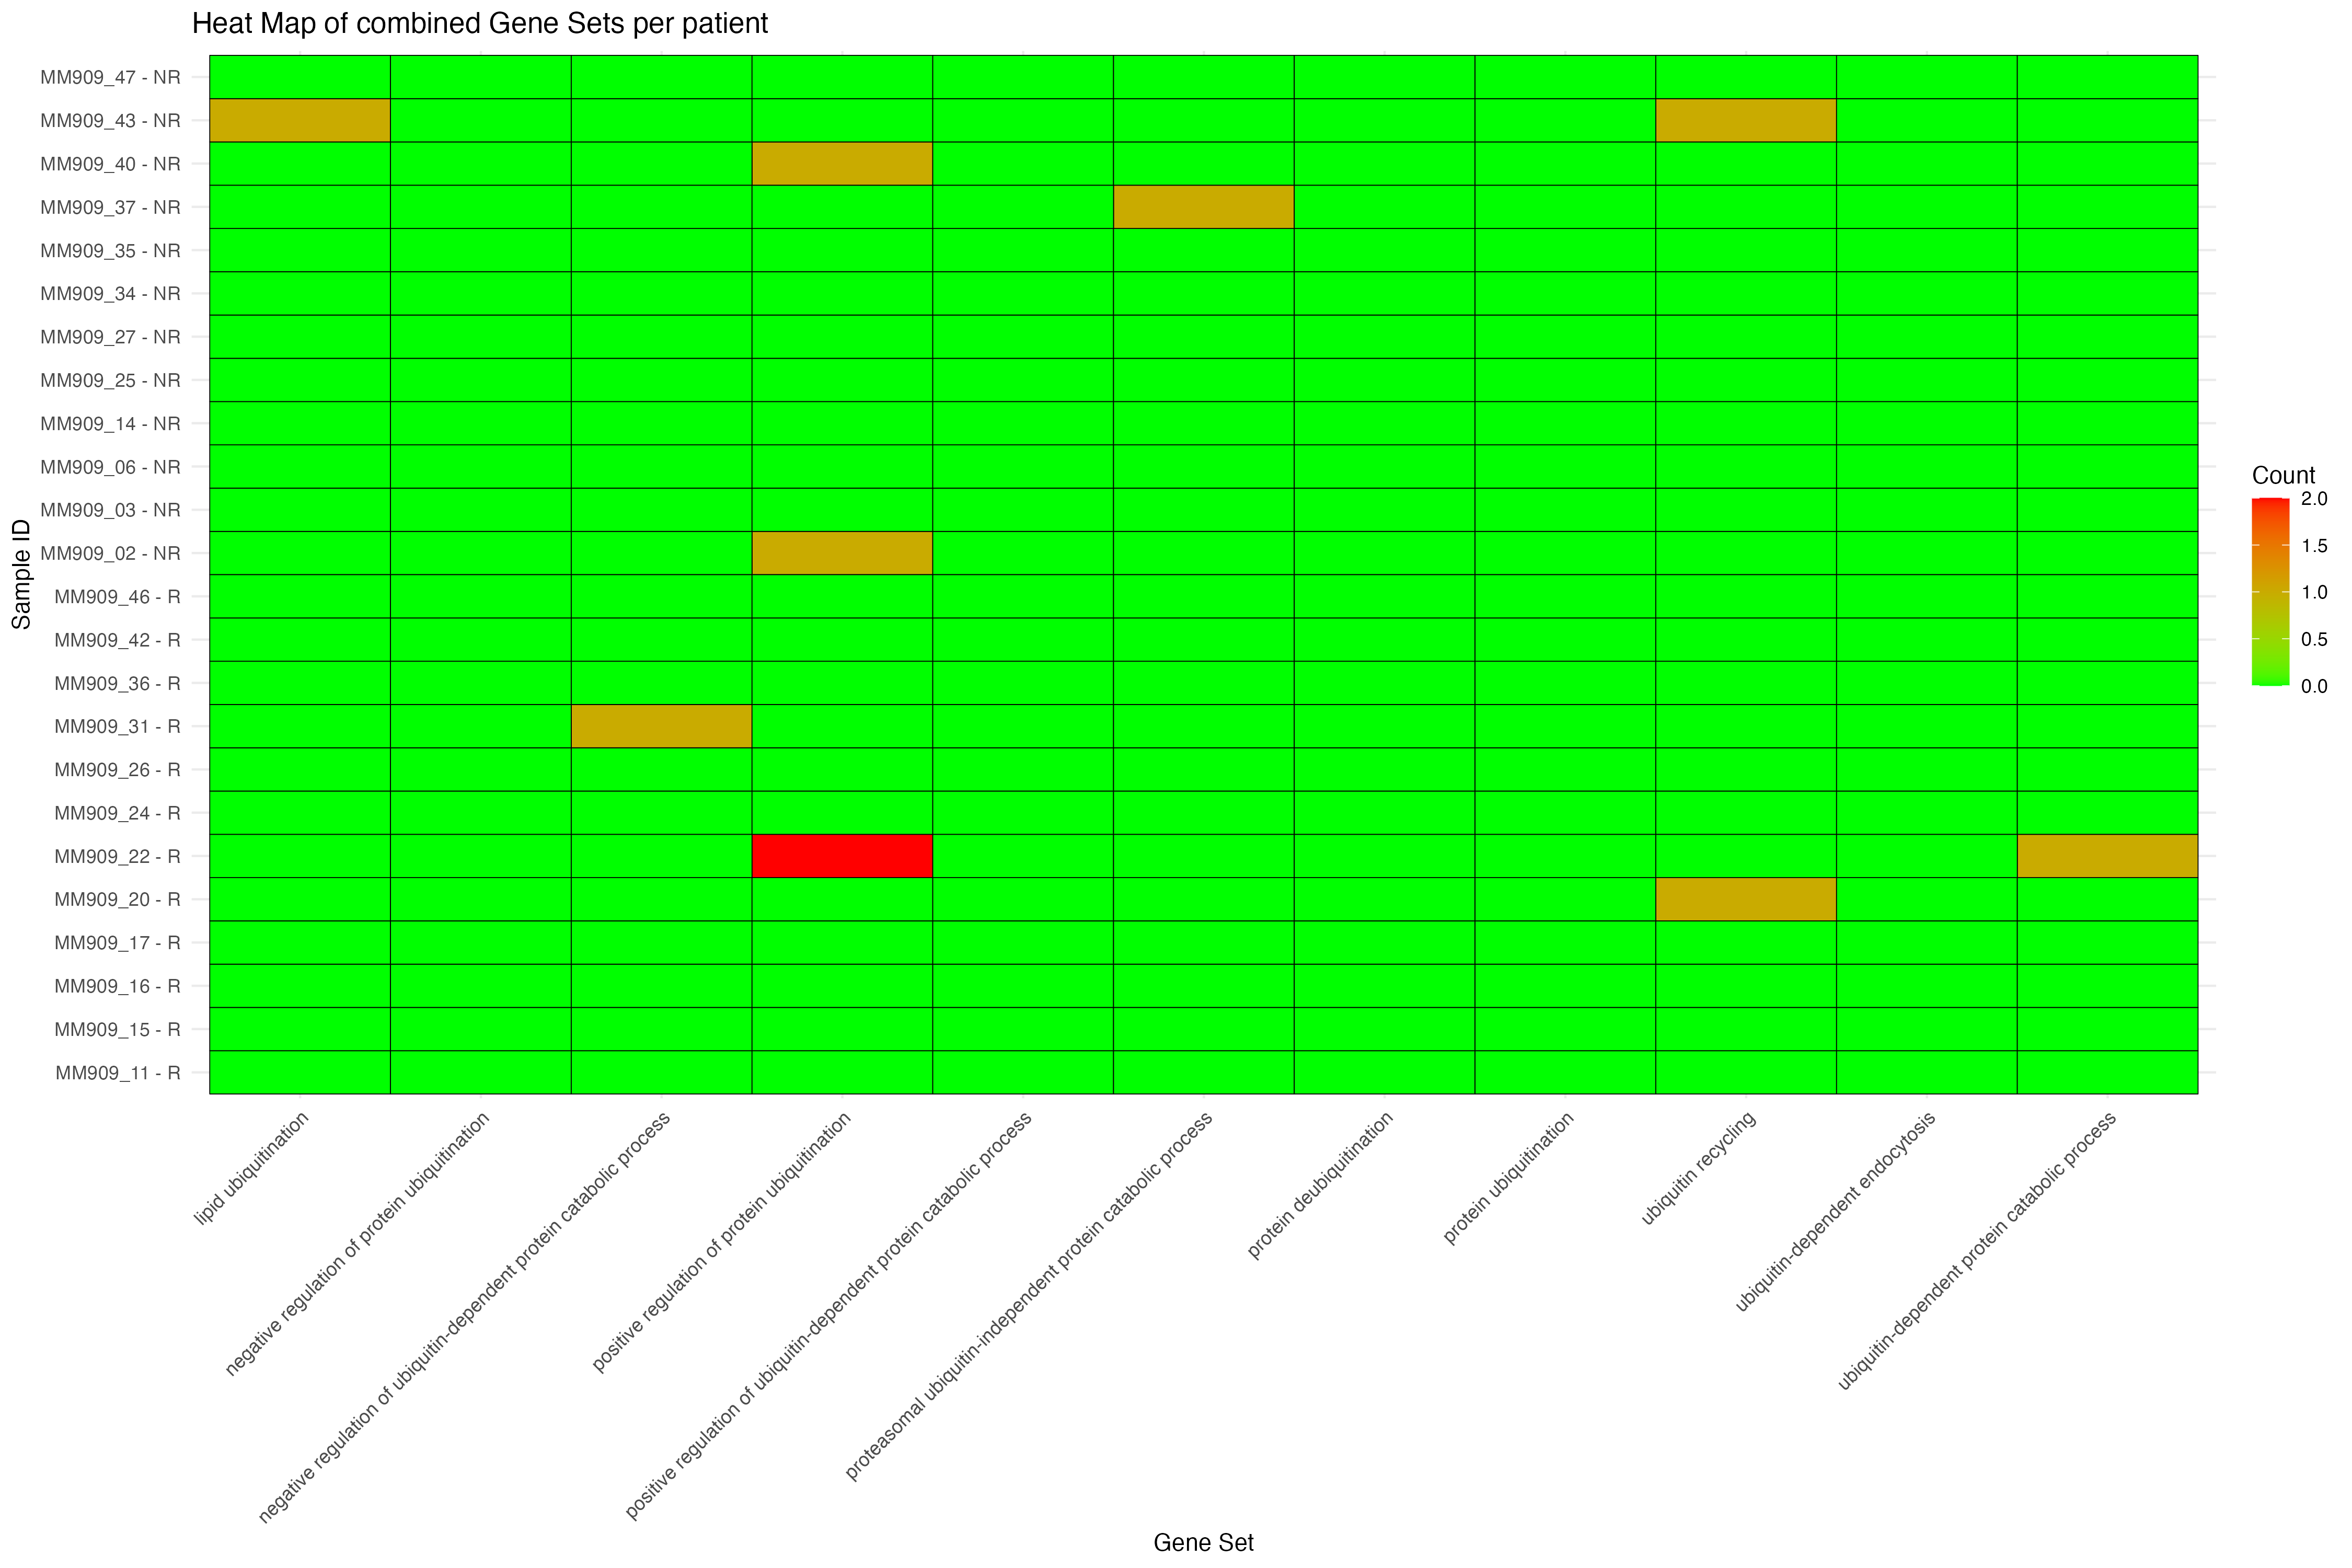 Heat Map of combined Gene Sets per patient
MM909_47 - NR
MM909_43 - NR
MM909_40 - NR
MM909_37 - NR
MM909_35 - NR
MM909_34 - NR
MM909_27 - NR
MM909_25 - NR
MM909_14 - NR
MM909_06 - NR
MM909_03 - NR
MM909_02 - NR
MM909_46 - R
MM909_42 - R
MM909_36 - R
MM909_31 - R
MM909_26 - R
MM909_24 - R
MM909_22 - R
MM909_20 - R
MM909_17 - R
MM909_16 - R
MM909_15 - R
MM909_11 - R
Sample ID
Count
2.0
1.5
1.0
0.5
0.0
lipid ubiquitination
negative regulation of protein ubiquitination
negative regulation of ubiquitin-dependent protein catabolic process
positive regulation of protein ubiquitination
positive regulation of ubiquitin-dependent protein catabolic process
proteasomal ubiquitin-independent protein catabolic process
protein deubiquitination
protein ubiquitination
ubiquitin recycling
ubiquitin-dependent endocytosis
ubiquitin-dependent protein catabolic process
Gene Set